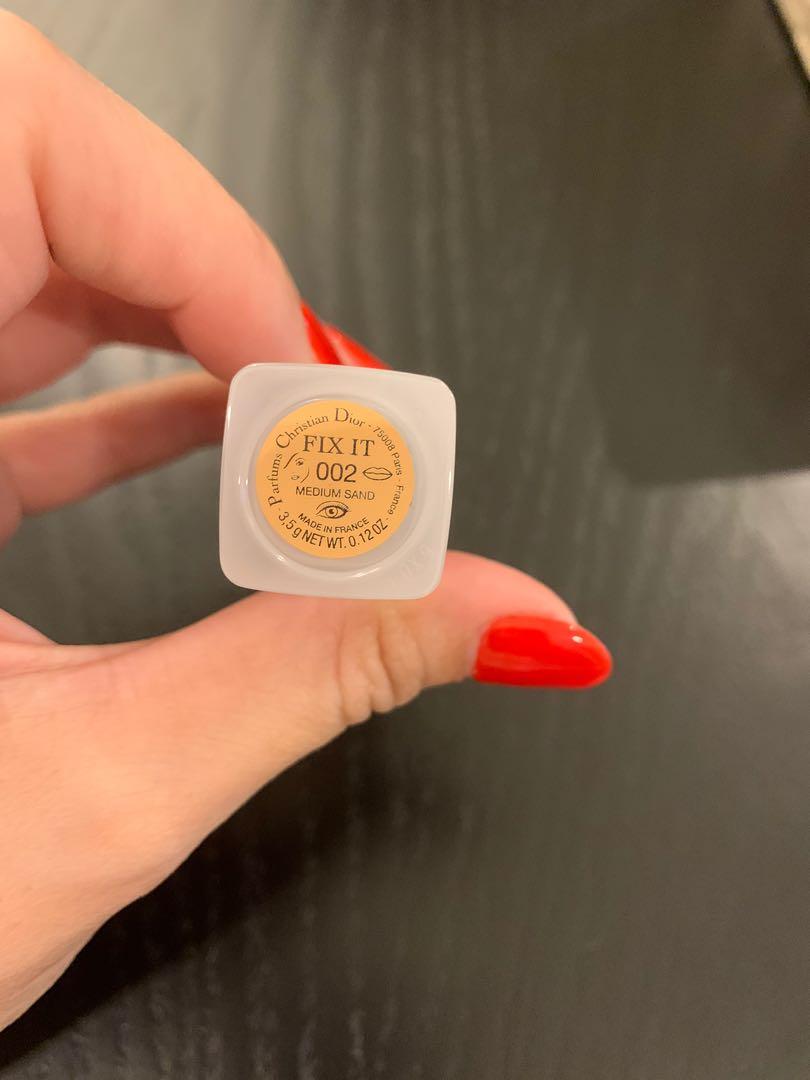 Parfums Christian Dior - 75008 Paris - France
FIX IT
002
MEDIUM SAND
MADE IN FRANCE
3,5 g NET WT. 0.12 OZ